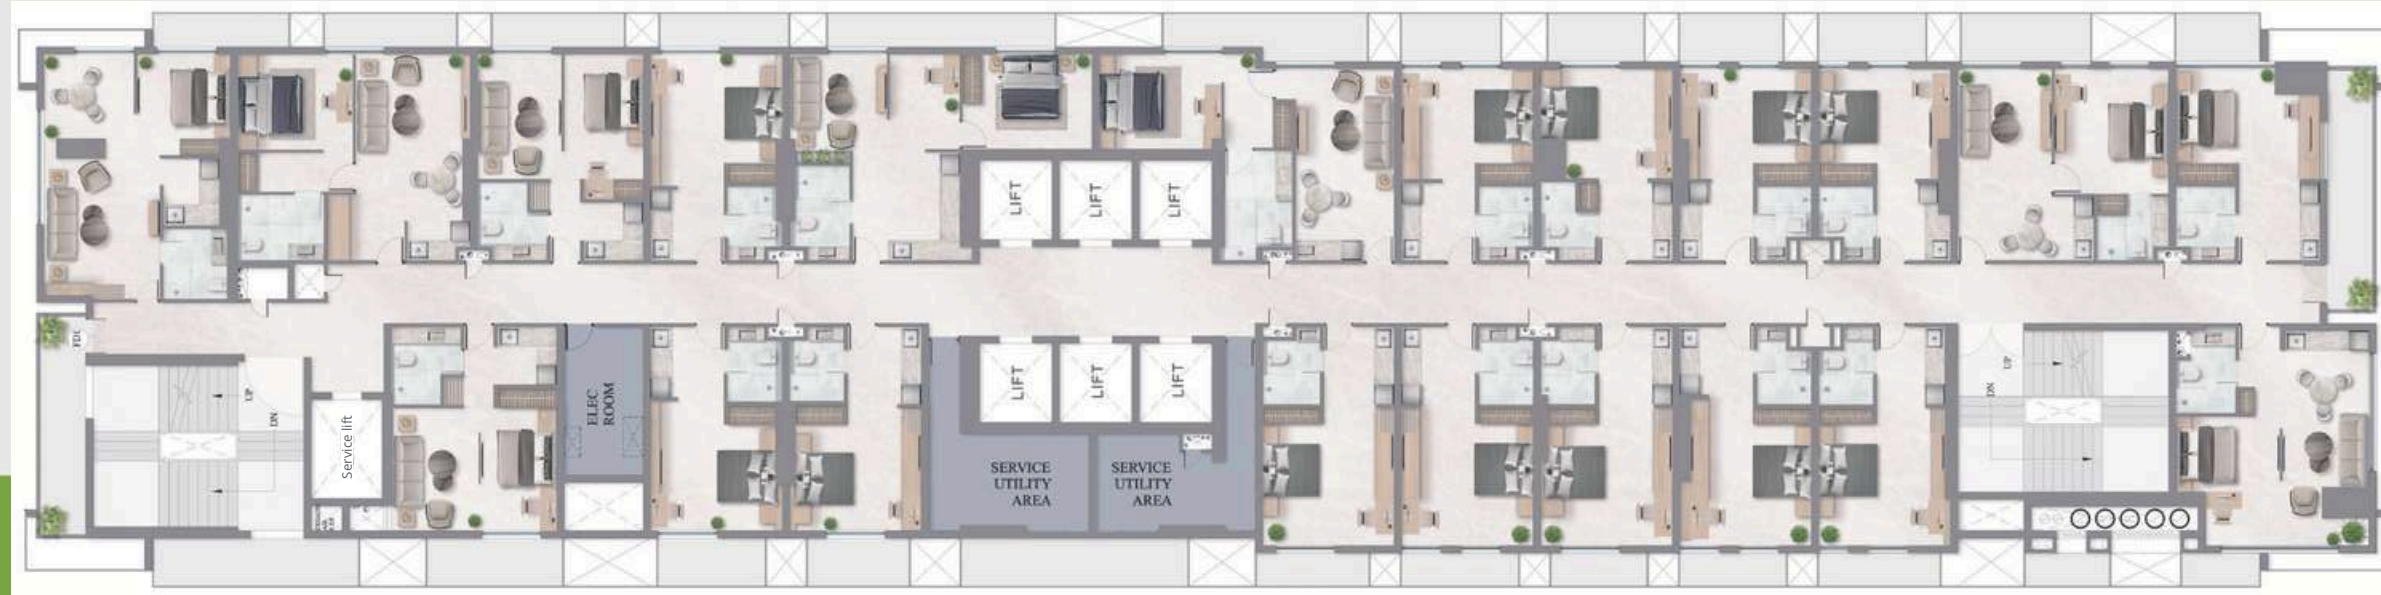 LIFT
LIFT
LIFT
FDC
UP
DN
Service lift
ELEC
ROOM
LIFT
LIFT
LIFT
SERVICE
UTILITY
AREA
SERVICE
UTILITY
AREA
UP
DN